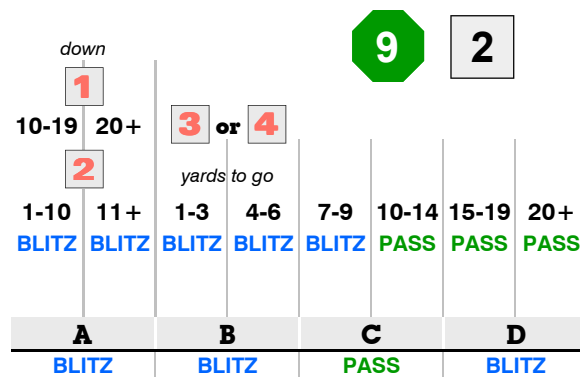 9 2
down
1
10-19 20+ 3 or 4
2
yards to go
1-10 11+ 1-3 4-6 7-9 10-14 15-19 20+
BLITZ BLITZ BLITZ BLITZ BLITZ PASS PASS PASS
A B C D
BLITZ BLITZ PASS BLITZ